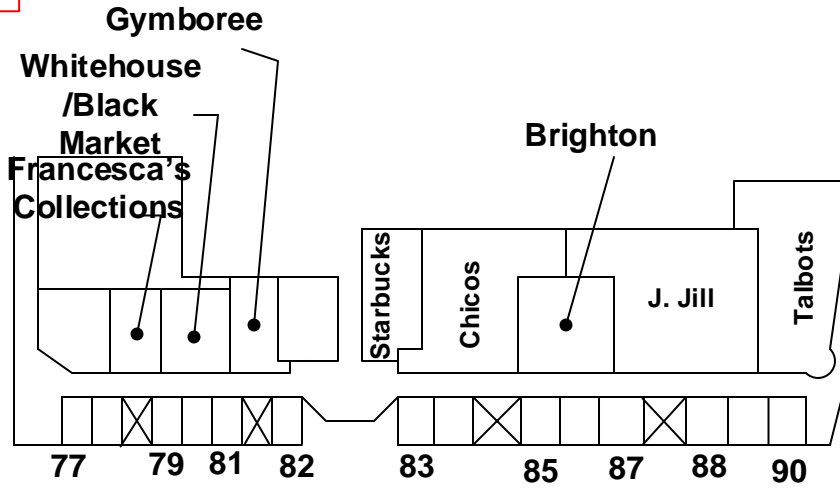 Gymboree
Whitehouse
/Black
Market
Francesca's
Collections
Brighton
Starbucks
Chicos
J. Jill
Talbots
77
79
81
82
83
85
87
88
90